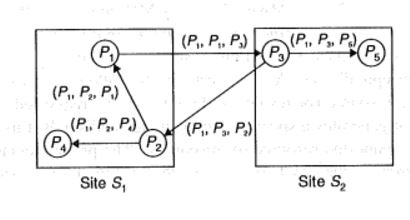 P₁ (P₁, P₁, P₃) P₃ (P₁, P₃, P₅) P₅
(P₁, P₂, P₁)
(P₁, P₂, P₄) (P₁, P₃, P₂)
P₄ P₂
Site S₁ Site S₂